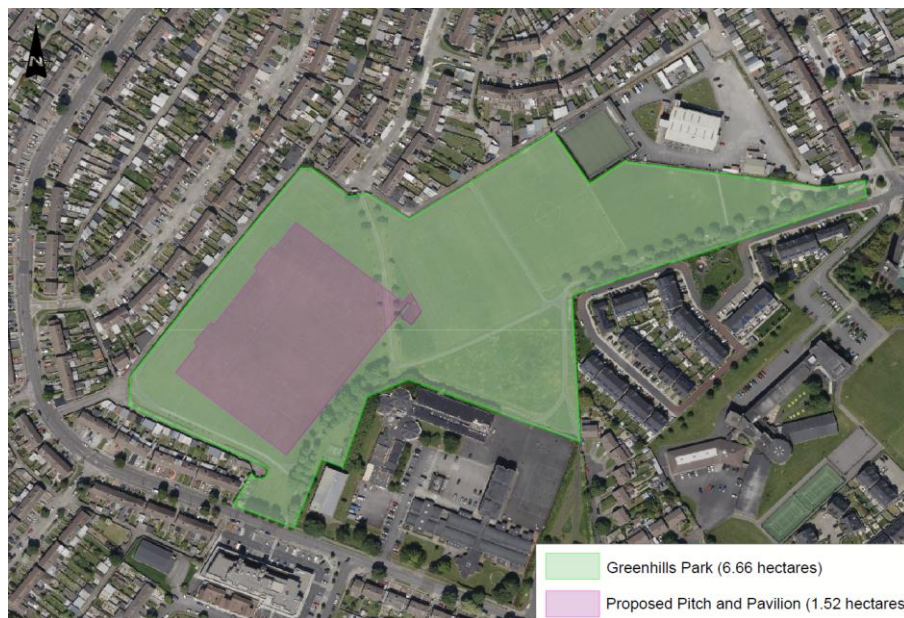 N
Greenhills Park (6.66 hectares)
Proposed Pitch and Pavilion (1.52 hectares